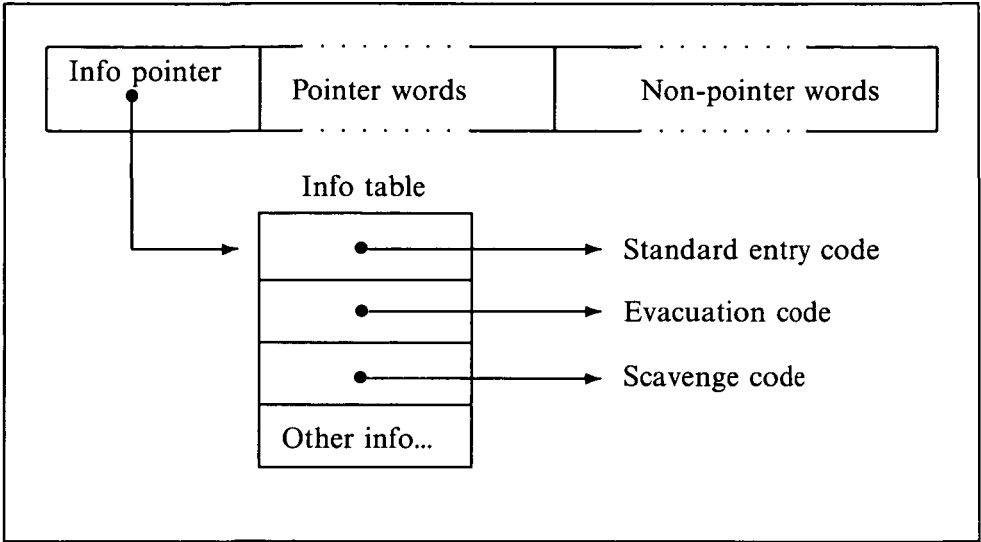 Info pointer
Pointer words
Non-pointer words
Info table
Standard entry code
Evacuation code
Scavenge code
Other info...